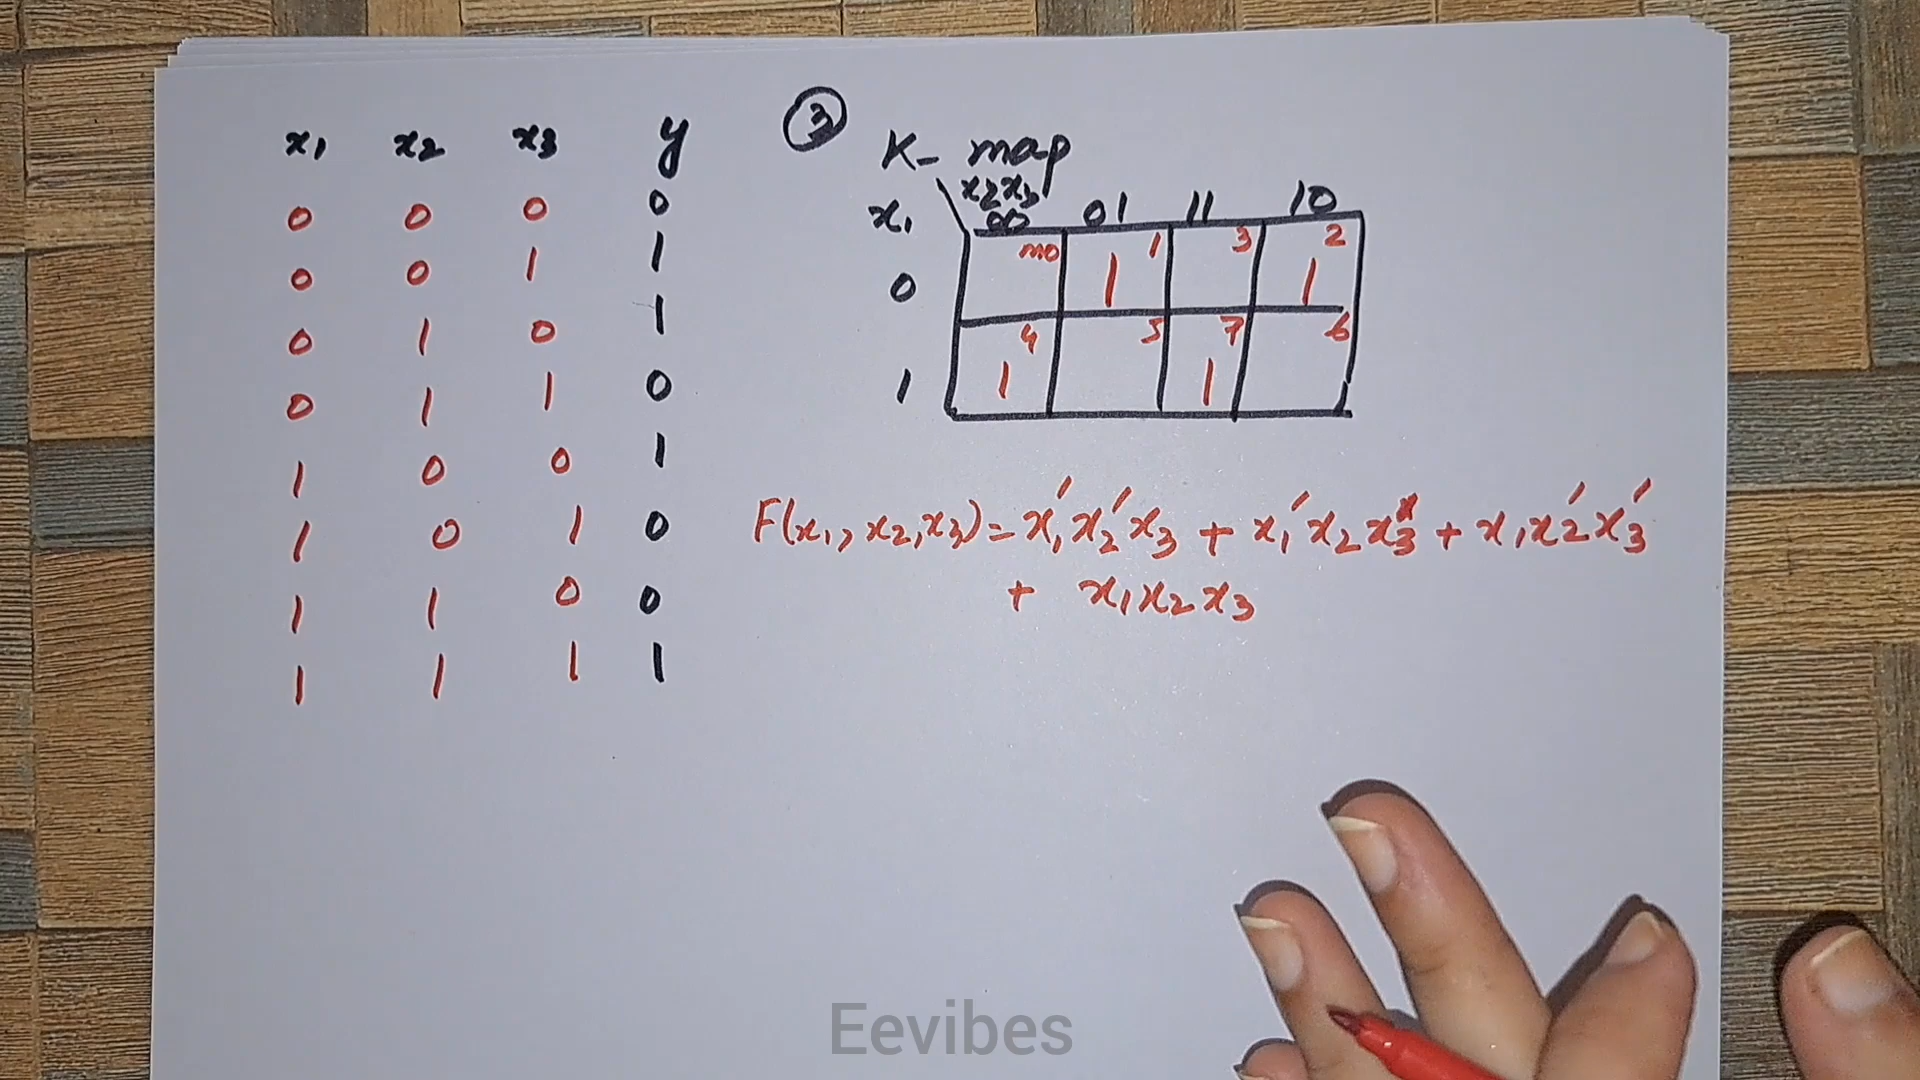 x1 x2 x3 y
0 0 0 0
0 0 1 1
0 1 0 1
0 1 1 0
1 0 0 1
1 0 1 0
1 1 0 0
1 1 1 1
③
K- map
x2x3
x1 00 01 11 10
m0 1 3 2
0 1 1
4 5 7 6
1 1 1
F(x1, x2, x3) = x1'x2'x3 + x1'x2x3' + x1x2'x3'
+ x1x2x3
Eevibes